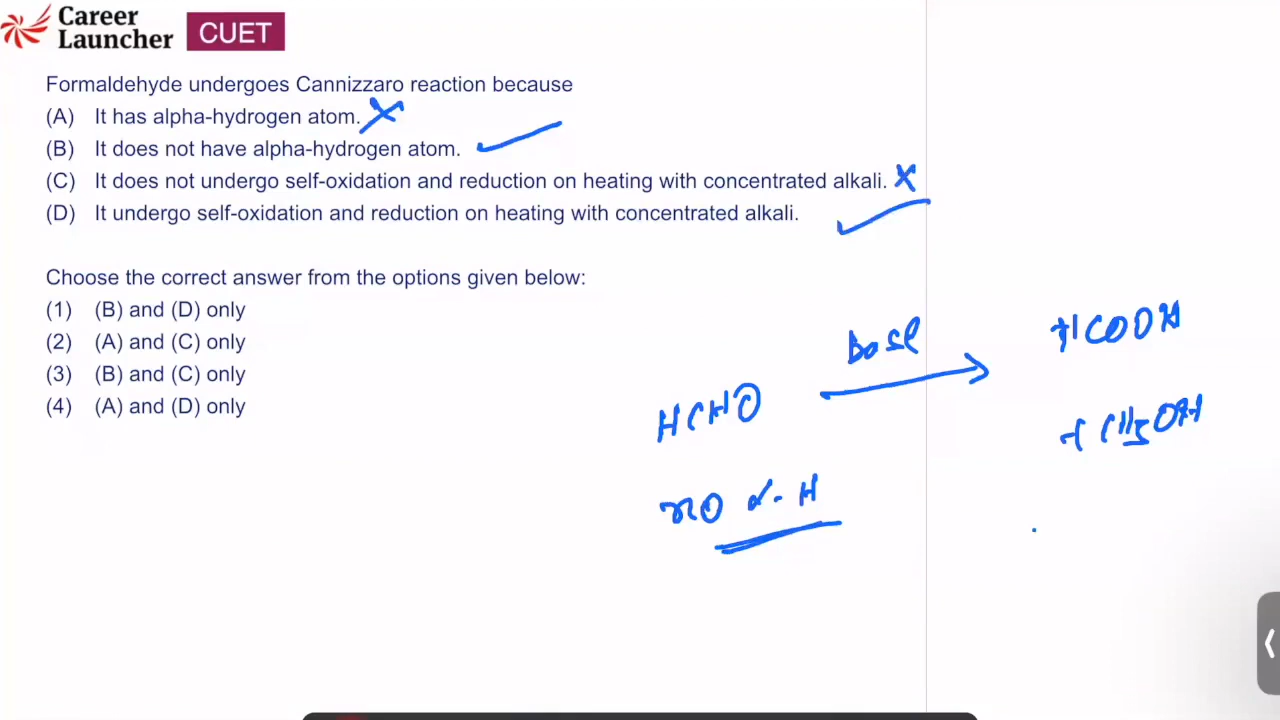 Career
Launcher
CUET
Formaldehyde undergoes Cannizzaro reaction because
(A) It has alpha-hydrogen atom.
(B) It does not have alpha-hydrogen atom.
(C) It does not undergo self-oxidation and reduction on heating with concentrated alkali.
(D) It undergo self-oxidation and reduction on heating with concentrated alkali.
Choose the correct answer from the options given below:
(1) (B) and (D) only
(2) (A) and (C) only
(3) (B) and (C) only
(4) (A) and (D) only
HCHO
Base
HCOOH
+ CH3OH
NO α-H